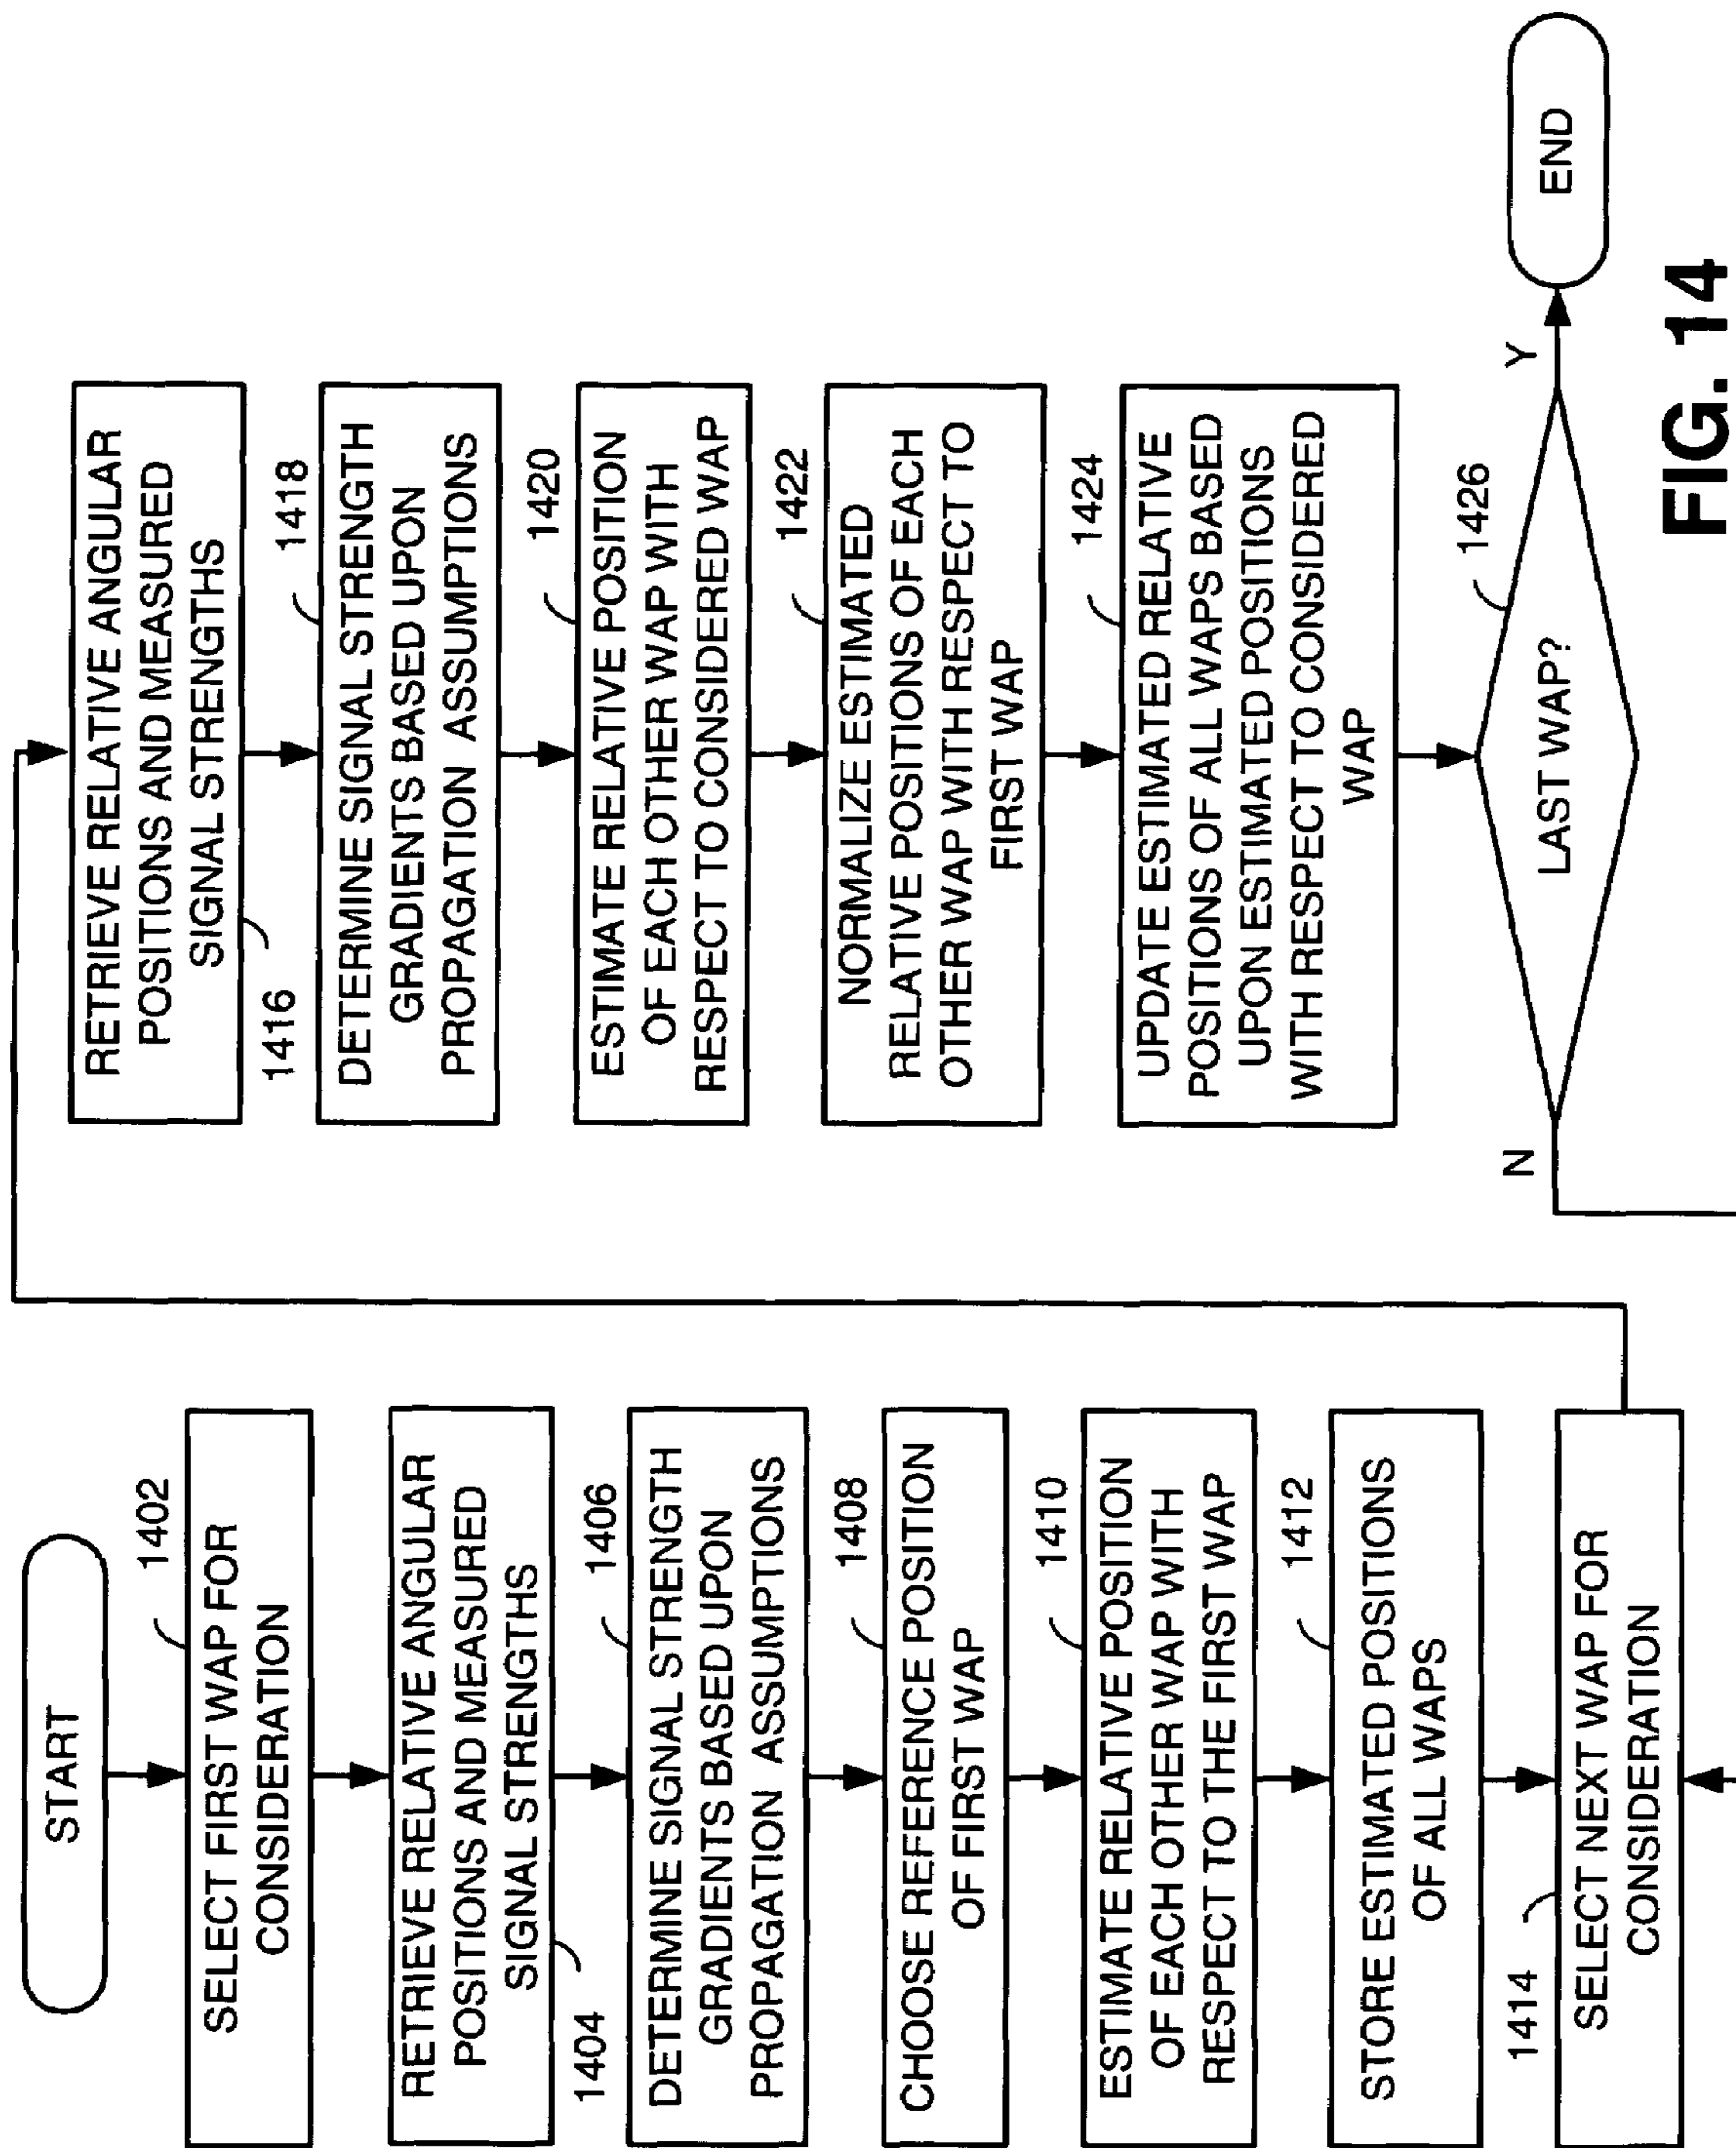 START
1402
SELECT FIRST WAP FOR
CONSIDERATION
RETRIEVE RELATIVE ANGULAR
POSITIONS AND MEASURED
SIGNAL STRENGTHS
1404
1406
DETERMINE SIGNAL STRENGTH
GRADIENTS BASED UPON
PROPAGATION ASSUMPTIONS
1408
CHOOSE REFERENCE POSITION
OF FIRST WAP
1410
ESTIMATE RELATIVE POSITION
OF EACH OTHER WAP WITH
RESPECT TO THE FIRST WAP
1412
STORE ESTIMATED POSITIONS
OF ALL WAPS
1414
SELECT NEXT WAP FOR
CONSIDERATION
RETRIEVE RELATIVE ANGULAR
POSITIONS AND MEASURED
SIGNAL STRENGTHS
1416
1418
DETERMINE SIGNAL STRENGTH
GRADIENTS BASED UPON
PROPAGATION ASSUMPTIONS
1420
ESTIMATE RELATIVE POSITION
OF EACH OTHER WAP WITH
RESPECT TO CONSIDERED WAP
1422
NORMALIZE ESTIMATED
RELATIVE POSITIONS OF EACH
OTHER WAP WITH RESPECT TO
FIRST WAP
1424
UPDATE ESTIMATED RELATIVE
POSITIONS OF ALL WAPS BASED
UPON ESTIMATED POSITIONS
WITH RESPECT TO CONSIDERED
WAP
1426
N
LAST WAP?
Y
END
FIG. 14